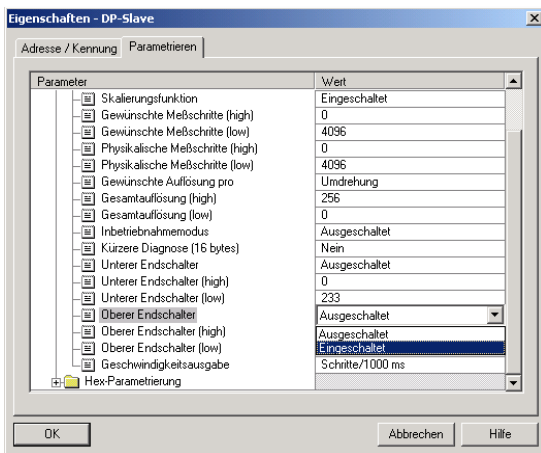 Eigenschaften - DP-Slave
Adresse / Kennung Parametrieren
Parameter Wert
Skalierungsfunktion Eingeschaltet
Gewünschte Meßschritte (high) 0
Gewünschte Meßschritte (low) 4096
Physikalische Meßschritte (high) 0
Physikalische Meßschritte (low) 4096
Gewünschte Auflösung pro Umdrehung
Gesamtauflösung (high) 256
Gesamtauflösung (low) 0
Inbetriebnahmemodus Ausgeschaltet
Kürzere Diagnose (16 bytes) Nein
Unterer Endschalter Ausgeschaltet
Unterer Endschalter (high) 0
Unterer Endschalter (low) 233
Oberer Endschalter Ausgeschaltet
Oberer Endschalter (high) Ausgeschaltet
Oberer Endschalter (low) Eingeschaltet
Geschwindigkeitsausgabe Schritte/1000 ms
Hex-Parametrierung
OK Abbrechen Hilfe